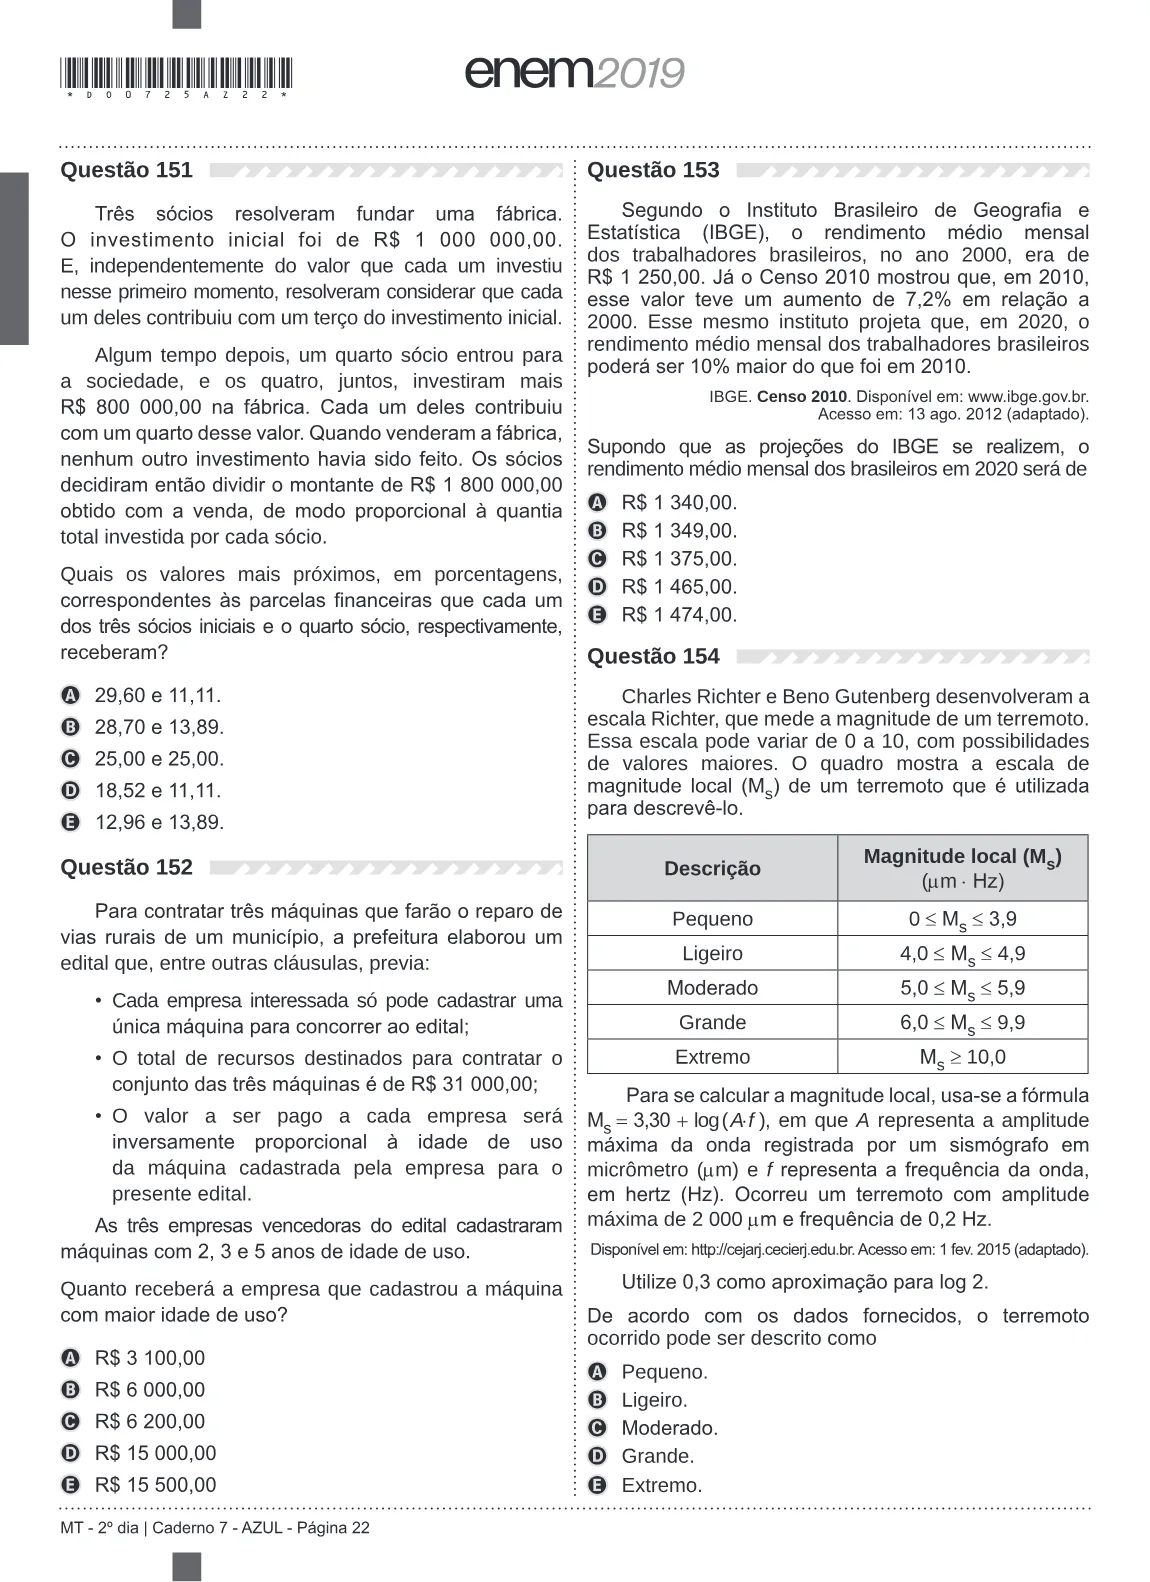 *D00725AZ22*
enem2019
Questão 151
Três sócios resolveram fundar uma fábrica.
O investimento inicial foi de R$ 1 000 000,00.
E, independentemente do valor que cada um investiu
nesse primeiro momento, resolveram considerar que cada
um deles contribuiu com um terço do investimento inicial.
Algum tempo depois, um quarto sócio entrou para
a sociedade, e os quatro, juntos, investiram mais
R$ 800 000,00 na fábrica. Cada um deles contribuiu
com um quarto desse valor. Quando venderam a fábrica,
nenhum outro investimento havia sido feito. Os sócios
decidiram então dividir o montante de R$ 1 800 000,00
obtido com a venda, de modo proporcional à quantia
total investida por cada sócio.
Quais os valores mais próximos, em porcentagens,
correspondentes às parcelas financeiras que cada um
dos três sócios iniciais e o quarto sócio, respectivamente,
receberam?
A 29,60 e 11,11.
B 28,70 e 13,89.
C 25,00 e 25,00.
D 18,52 e 11,11.
E 12,96 e 13,89.
Questão 152
Para contratar três máquinas que farão o reparo de
vias rurais de um município, a prefeitura elaborou um
edital que, entre outras cláusulas, previa:
• Cada empresa interessada só pode cadastrar uma
única máquina para concorrer ao edital;
• O total de recursos destinados para contratar o
conjunto das três máquinas é de R$ 31 000,00;
• O valor a ser pago a cada empresa será
inversamente proporcional à idade de uso
da máquina cadastrada pela empresa para o
presente edital.
As três empresas vencedoras do edital cadastraram
máquinas com 2, 3 e 5 anos de idade de uso.
Quanto receberá a empresa que cadastrou a máquina
com maior idade de uso?
A R$ 3 100,00
B R$ 6 000,00
C R$ 6 200,00
D R$ 15 000,00
E R$ 15 500,00
Questão 153
Segundo o Instituto Brasileiro de Geografia e
Estatística (IBGE), o rendimento médio mensal
dos trabalhadores brasileiros, no ano 2000, era de
R$ 1 250,00. Já o Censo 2010 mostrou que, em 2010,
esse valor teve um aumento de 7,2% em relação a
2000. Esse mesmo instituto projeta que, em 2020, o
rendimento médio mensal dos trabalhadores brasileiros
poderá ser 10% maior do que foi em 2010.
IBGE. Censo 2010. Disponível em: www.ibge.gov.br.
Acesso em: 13 ago. 2012 (adaptado).
Supondo que as projeções do IBGE se realizem, o
rendimento médio mensal dos brasileiros em 2020 será de
A R$ 1 340,00.
B R$ 1 349,00.
C R$ 1 375,00.
D R$ 1 465,00.
E R$ 1 474,00.
Questão 154
Charles Richter e Beno Gutenberg desenvolveram a
escala Richter, que mede a magnitude de um terremoto.
Essa escala pode variar de 0 a 10, com possibilidades
de valores maiores. O quadro mostra a escala de
magnitude local (Ms) de um terremoto que é utilizada
para descrevê-lo.
Descrição Magnitude local (Ms)
(μm · Hz)
Pequeno 0 ≤ Ms ≤ 3,9
Ligeiro 4,0 ≤ Ms ≤ 4,9
Moderado 5,0 ≤ Ms ≤ 5,9
Grande 6,0 ≤ Ms ≤ 9,9
Extremo Ms ≥ 10,0
Para se calcular a magnitude local, usa-se a fórmula
Ms = 3,30 + log(A·f), em que A representa a amplitude
máxima da onda registrada por um sismógrafo em
micrômetro (μm) e f representa a frequência da onda,
em hertz (Hz). Ocorreu um terremoto com amplitude
máxima de 2 000 μm e frequência de 0,2 Hz.
Disponível em: http://cejarj.cecierj.edu.br. Acesso em: 1 fev. 2015 (adaptado).
Utilize 0,3 como aproximação para log 2.
De acordo com os dados fornecidos, o terremoto
ocorrido pode ser descrito como
A Pequeno.
B Ligeiro.
C Moderado.
D Grande.
E Extremo.
MT - 2º dia | Caderno 7 - AZUL - Página 22